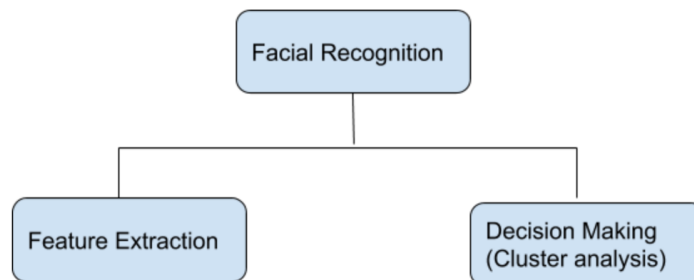 Facial Recognition
Feature Extraction
Decision Making
(Cluster analysis)